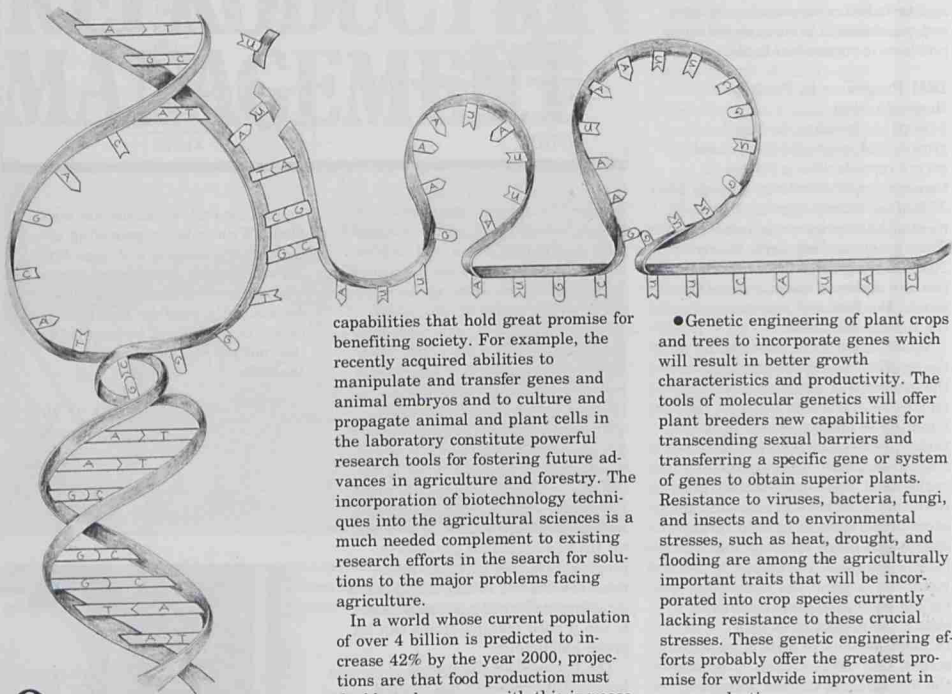 capabilities that hold great promise for
benefiting society. For example, the
recently acquired abilities to
manipulate and transfer genes and
animal embryos and to culture and
propagate animal and plant cells in
the laboratory constitute powerful
research tools for fostering future ad-
vances in agriculture and forestry. The
incorporation of biotechnology techni-
ques into the agricultural sciences is a
much needed complement to existing
research efforts in the search for solu-
tions to the major problems facing
agriculture.
In a world whose current population
of over 4 billion is predicted to in-
crease 42% by the year 2000, projec-
tions are that food production must
●Genetic engineering of plant crops
and trees to incorporate genes which
will result in better growth
characteristics and productivity. The
tools of molecular genetics will offer
plant breeders new capabilities for
transcending sexual barriers and
transferring a specific gene or system
of genes to obtain superior plants.
Resistance to viruses, bacteria, fungi,
and insects and to environmental
stresses, such as heat, drought, and
flooding are among the agriculturally
important traits that will be incor-
porated into crop species currently
lacking resistance to these crucial
stresses. These genetic engineering ef-
forts probably offer the greatest pro-
mise for worldwide improvement in